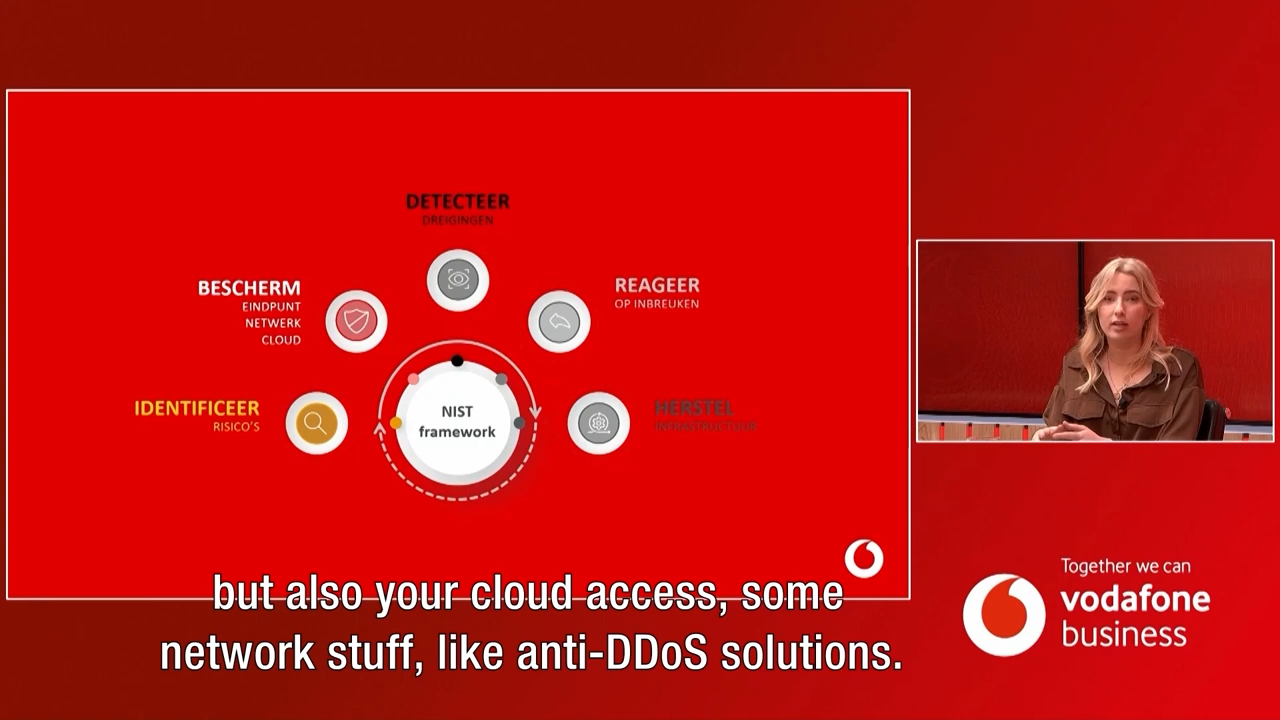 DETECTEER
DREIGINGEN
BESCHERM
EINDPUNT
NETWERK
CLOUD
REAGEER
OP INBREUKEN
IDENTIFICEER
RISICO'S
NIST
framework
HERSTEL
INFRASTRUCTUUR
but also your cloud access, some
network stuff, like anti-DDoS solutions.
Together we can
vodafone
business